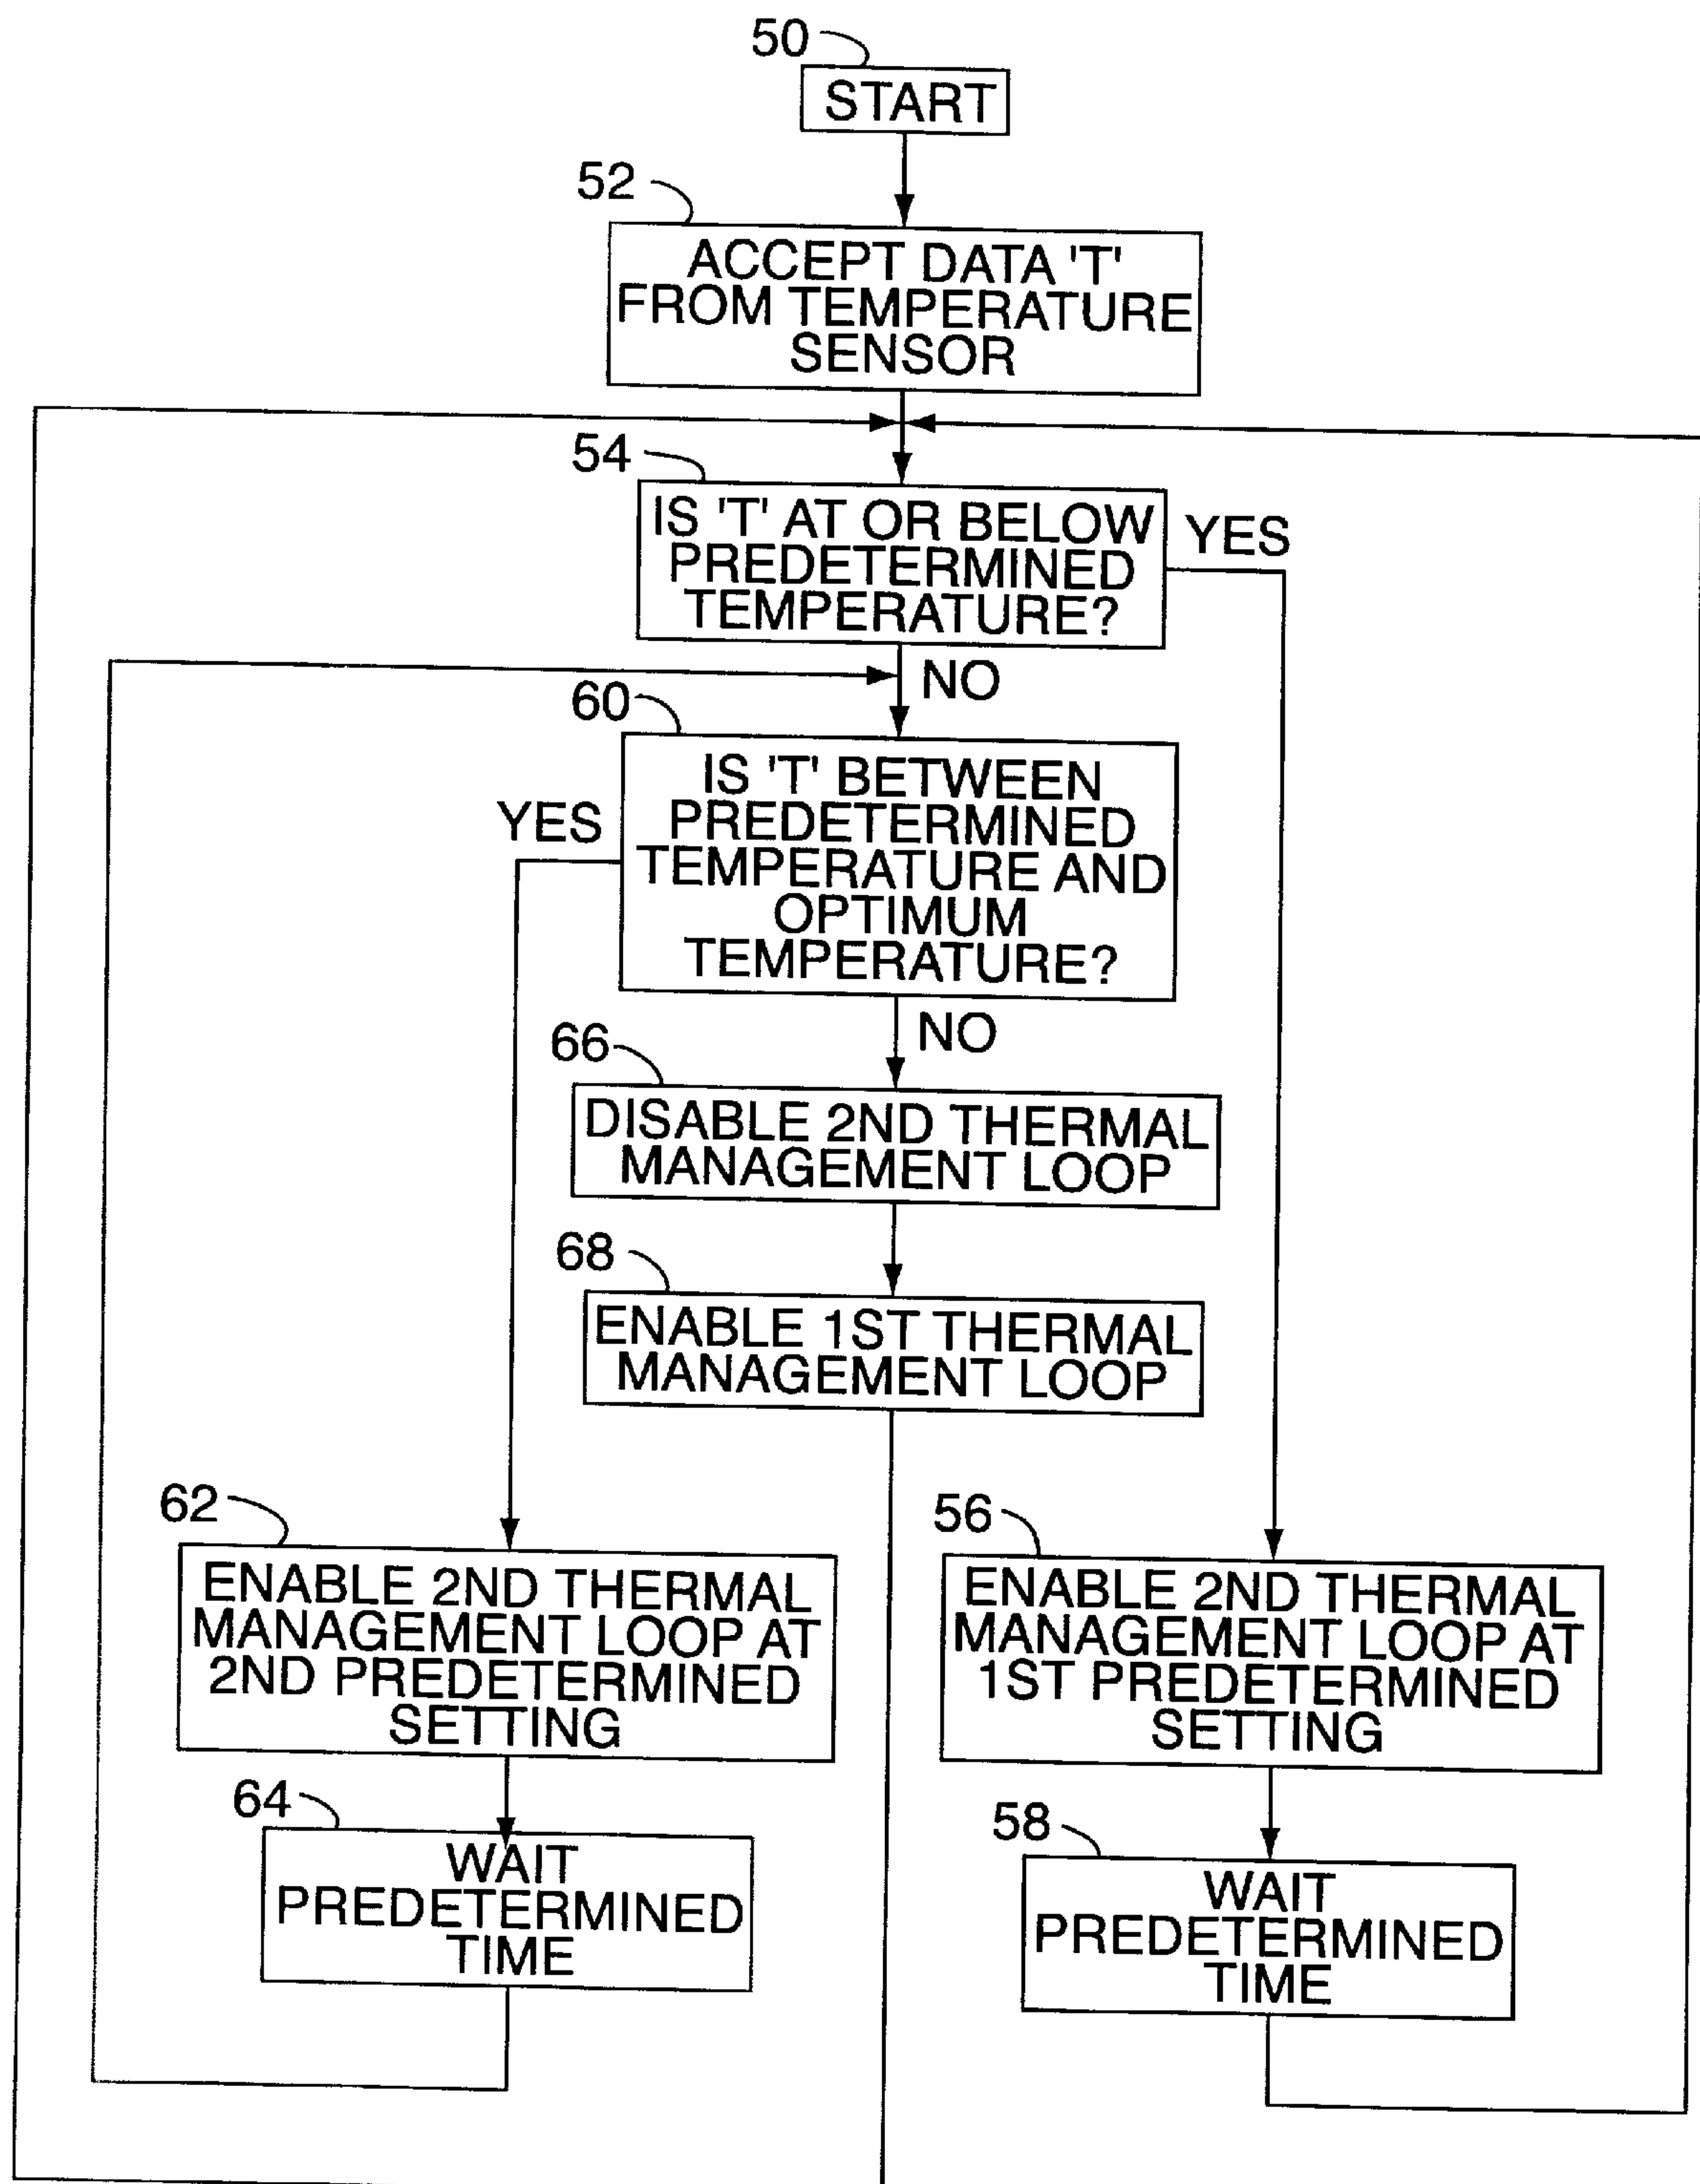 50
START
52
ACCEPT DATA 'T'
FROM TEMPERATURE
SENSOR
54
IS 'T' AT OR BELOW
PREDETERMINED
TEMPERATURE?
YES
NO
60
IS 'T' BETWEEN
PREDETERMINED
TEMPERATURE AND
OPTIMUM
TEMPERATURE?
YES
NO
66
DISABLE 2ND THERMAL
MANAGEMENT LOOP
68
ENABLE 1ST THERMAL
MANAGEMENT LOOP
62
ENABLE 2ND THERMAL
MANAGEMENT LOOP AT
2ND PREDETERMINED
SETTING
56
ENABLE 2ND THERMAL
MANAGEMENT LOOP AT
1ST PREDETERMINED
SETTING
64
WAIT
PREDETERMINED
TIME
58
WAIT
PREDETERMINED
TIME